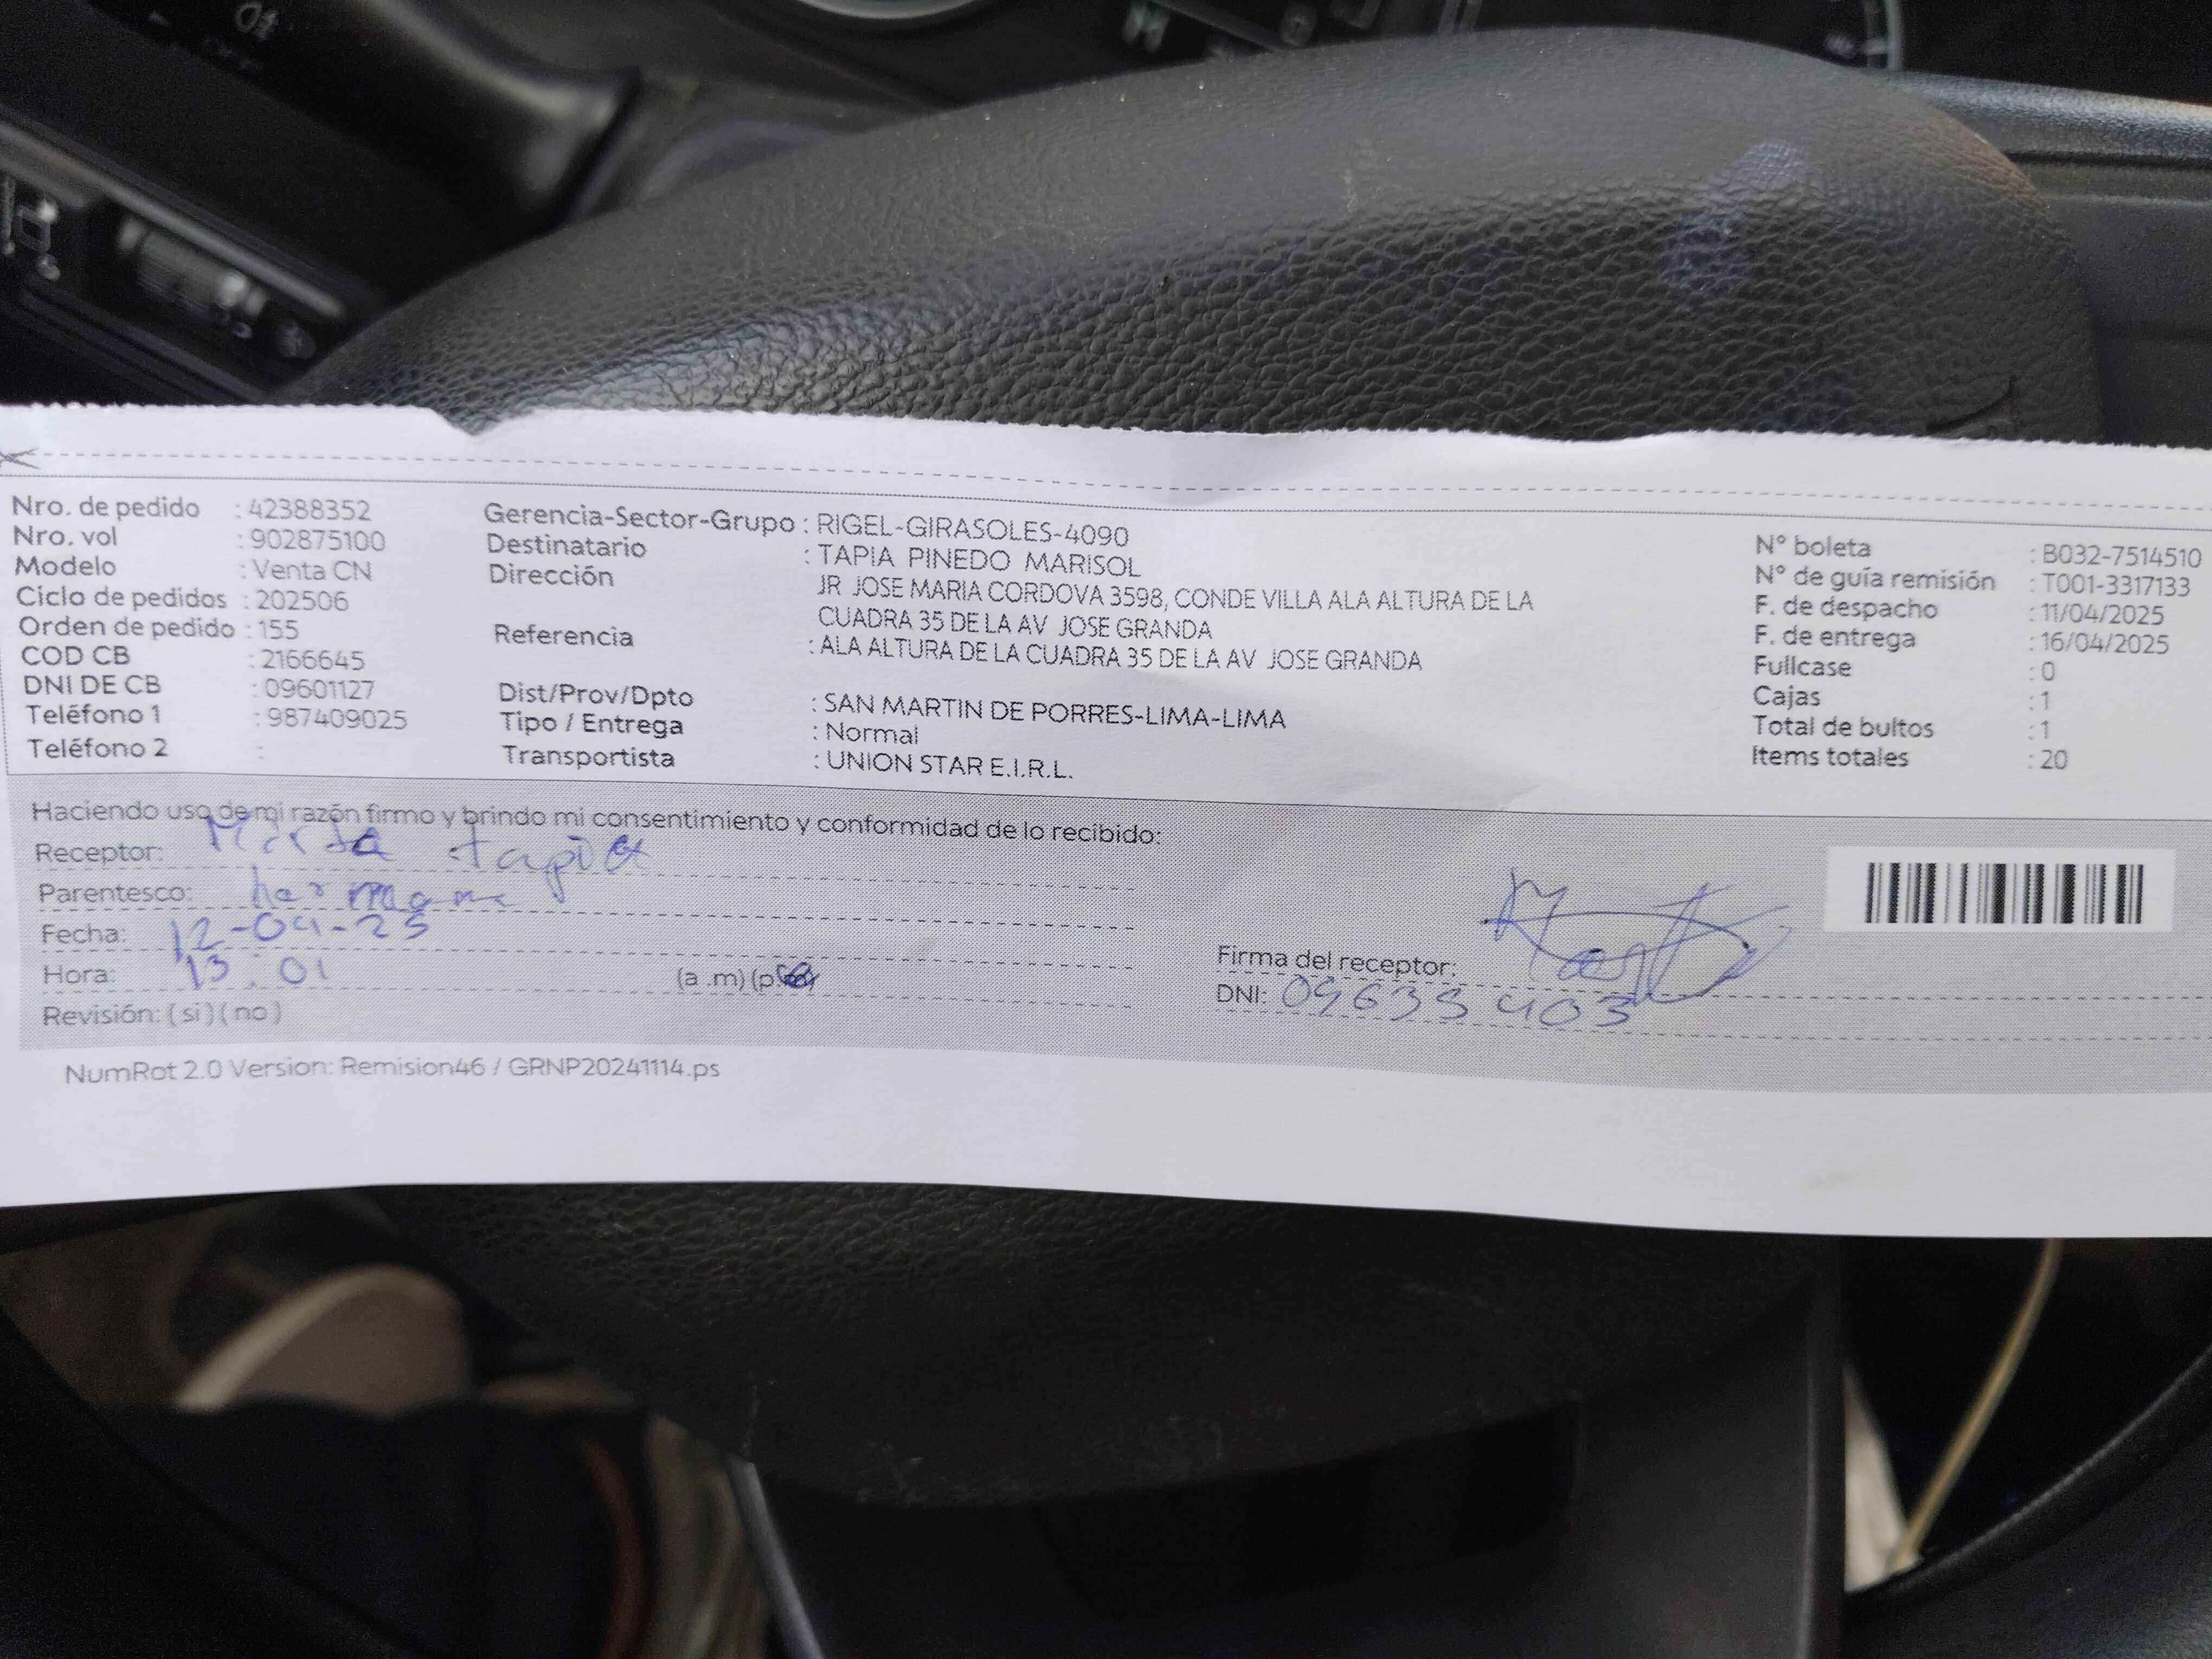 Nro. de pedido : 42388352
Nro. vol : 902875100
Modelo : Venta CN
Ciclo de pedidos : 202506
Orden de pedido : 155
COD CB : 2166645
DNI DE CB : 09601127
Teléfono 1 : 987409025
Teléfono 2 :
Gerencia-Sector-Grupo : RIGEL-GIRASOLES-4090
Destinatario : TAPIA PINEDO MARISOL
Dirección JR JOSE MARIA CORDOVA 3598, CONDE VILLA ALA ALTURA DE LA
CUADRA 35 DE LA AV JOSE GRANDA
Referencia : ALA ALTURA DE LA CUADRA 35 DE LA AV JOSE GRANDA
Dist/Prov/Dpto : SAN MARTIN DE PORRES-LIMA-LIMA
Tipo / Entrega : Normal
Transportista : UNION STAR E.I.R.L.
N° boleta : B032-7514510
N° de guía remisión : T001-3317133
F. de despacho : 11/04/2025
F. de entrega : 16/04/2025
Fullcase : 0
Cajas : 1
Total de bultos : 1
Items totales : 20
Haciendo uso de mi razón firmo y brindo mi consentimiento y conformidad de lo recibido:
Receptor: tapia
Parentesco: hermana
Fecha: 12-04-25
Hora: 13:01 (a .m) (p.m)
Revisión: ( si ) ( no )
Firma del receptor:
DNI: 09635403
NumRot 2.0 Version: Remision46 / GRNP20241114.ps